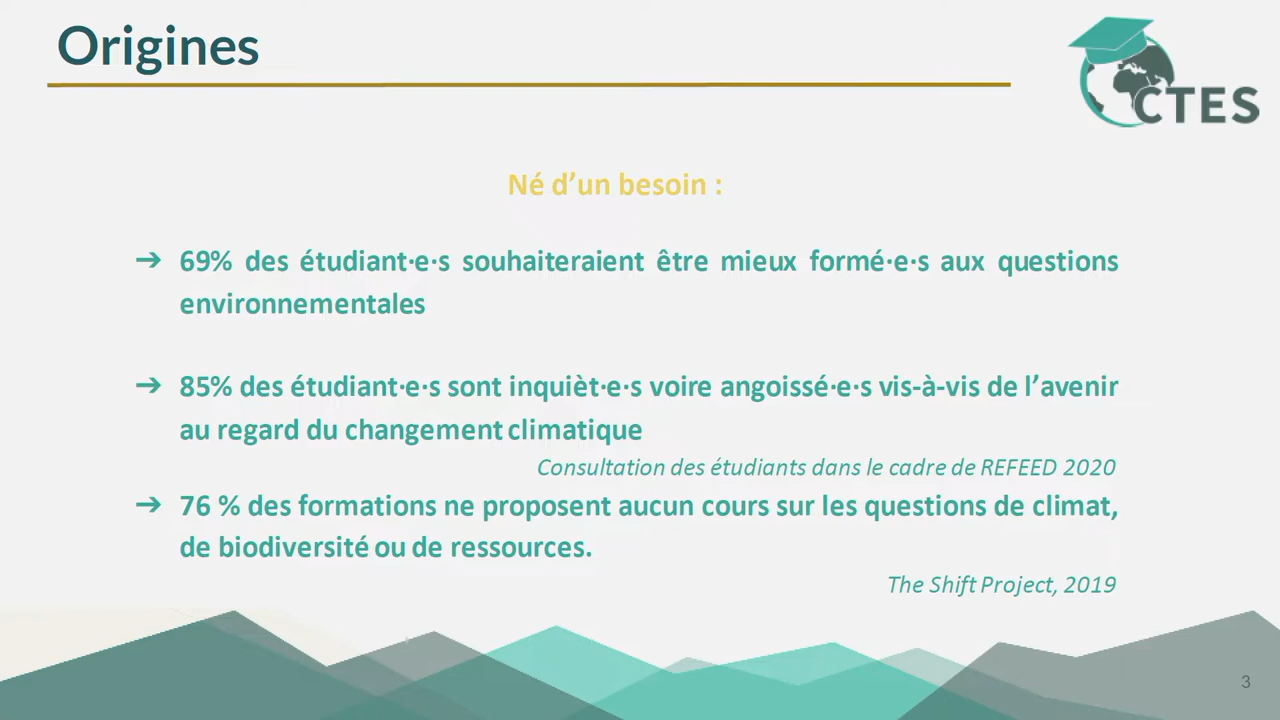 Origines
CTES
Né d’un besoin :
➔ 69% des étudiant·e·s souhaiteraient être mieux formé·e·s aux questions
environnementales
➔ 85% des étudiant·e·s sont inquièt·e·s voire angoissé·e·s vis-à-vis de l’avenir
au regard du changement climatique
Consultation des étudiants dans le cadre de REFEED 2020
➔ 76 % des formations ne proposent aucun cours sur les questions de climat,
de biodiversité ou de ressources.
The Shift Project, 2019
3